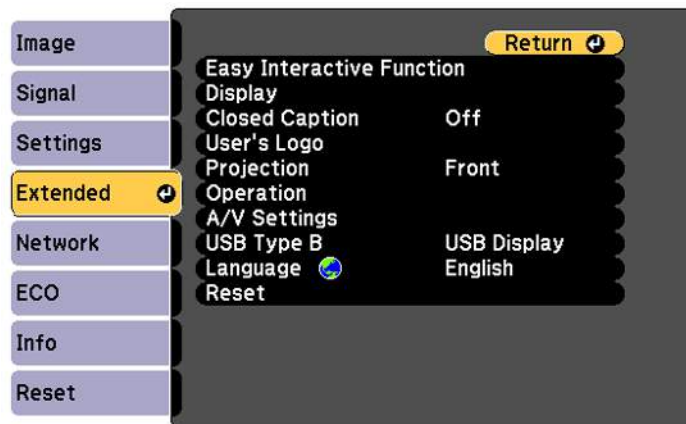 Image
Signal
Settings
Extended
Network
ECO
Info
Reset
Return
Easy Interactive Function
Display
Closed Caption Off
User's Logo
Projection Front
Operation
A/V Settings
USB Type B USB Display
Language English
Reset